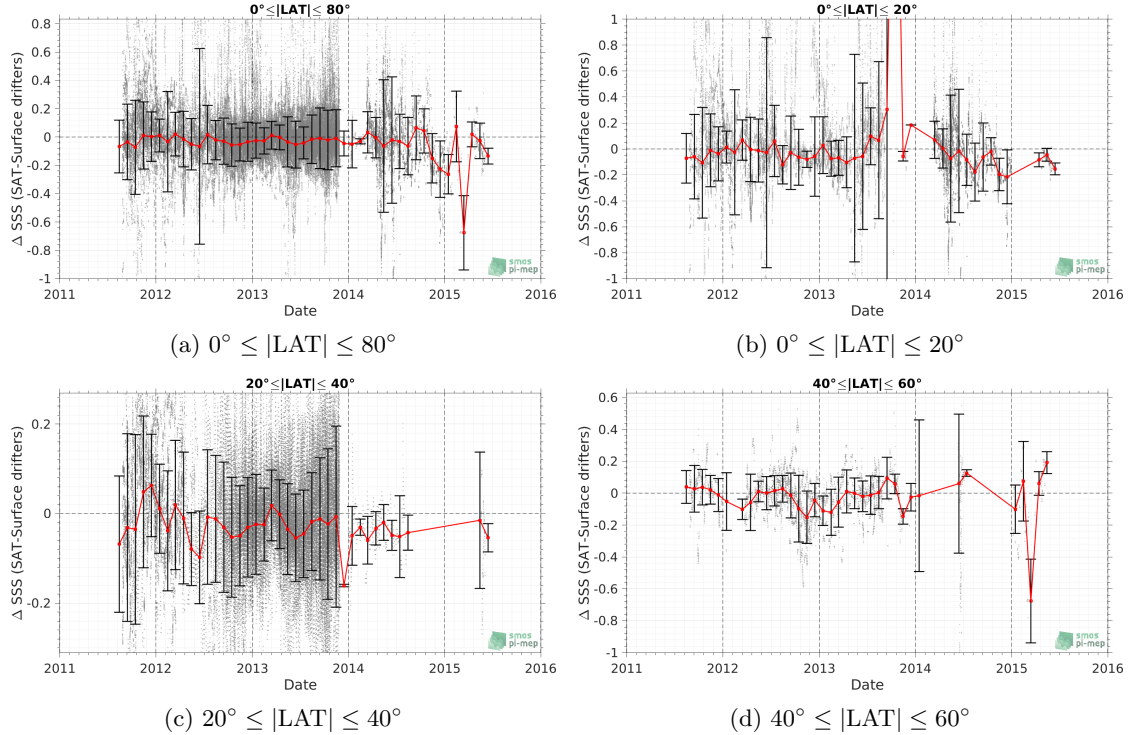 0°≤|LAT|≤ 80°
Δ SSS (SAT-Surface drifters)
0.8
0.6
0.4
0.2
0
-0.2
-0.4
-0.6
-0.8
-1
2011 2012 2013 2014 2015 2016
Date
smos
pi-mep
(a) 0° ≤ |LAT| ≤ 80°
0°≤|LAT|≤ 20°
Δ SSS (SAT-Surface drifters)
1
0.8
0.6
0.4
0.2
0
-0.2
-0.4
-0.6
-0.8
-1
2011 2012 2013 2014 2015 2016
Date
smos
pi-mep
(b) 0° ≤ |LAT| ≤ 20°
20°≤|LAT|≤ 40°
Δ SSS (SAT-Surface drifters)
0.2
0
-0.2
2011 2012 2013 2014 2015 2016
Date
smos
pi-mep
(c) 20° ≤ |LAT| ≤ 40°
40°≤|LAT|≤ 60°
Δ SSS (SAT-Surface drifters)
0.6
0.4
0.2
0
-0.2
-0.4
-0.6
-0.8
-1
2011 2012 2013 2014 2015 2016
Date
smos
pi-mep
(d) 40° ≤ |LAT| ≤ 60°